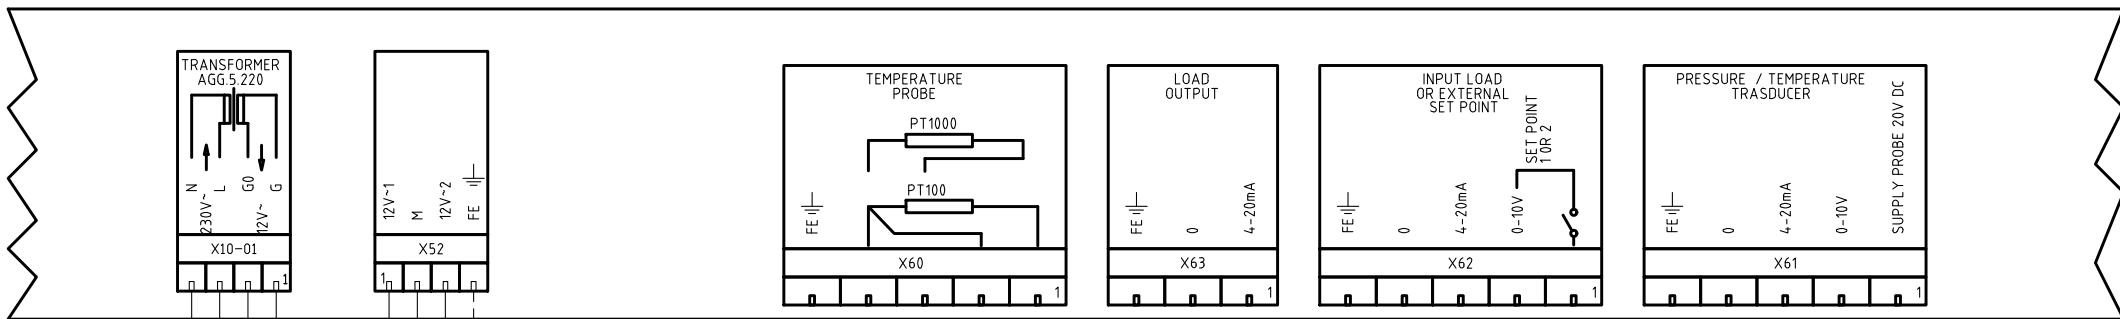 TRANSFORMER
AGG.5.220
N
230V~
L
G0
12V~
G
X10-01
1
12V~1
M
12V~2
FE
X52
1
TEMPERATURE
PROBE
PT1000
PT100
FE
X60
1
LOAD
OUTPUT
FE
0
4-20mA
X63
1
INPUT LOAD
OR EXTERNAL
SET POINT
SET POINT
1 OR 2
FE
0
4-20mA
0-10V
X62
1
PRESSURE / TEMPERATURE
TRASDUCER
FE
0
4-20mA
0-10V
SUPPLY PROBE 20V DC
X61
1